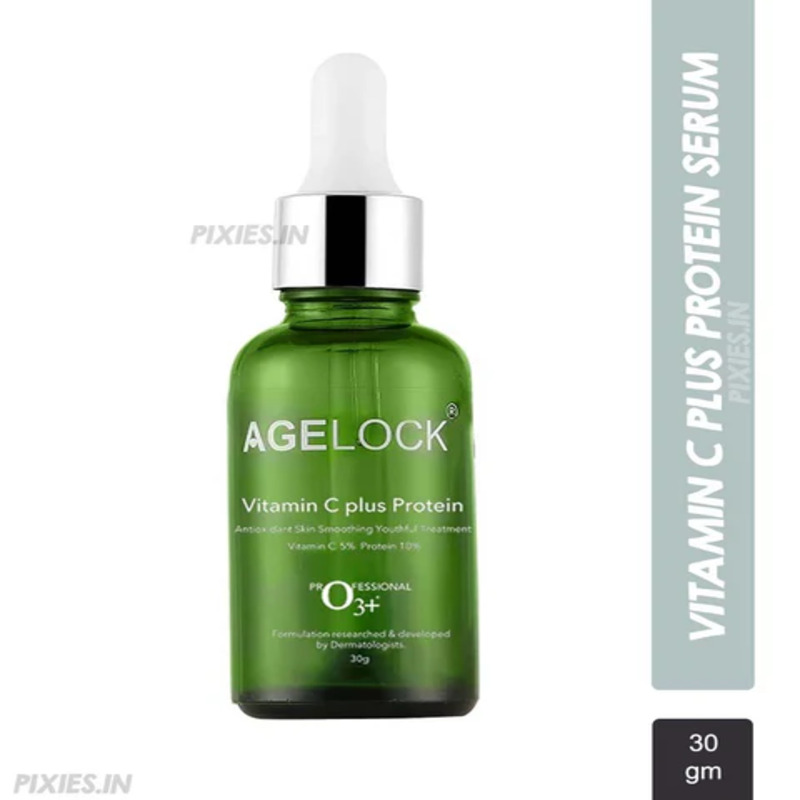 PIXIES.IN
AGELOCK®
Vitamin C plus Protein
Antioxidant Skin Smoothing Youthful Treatment
Vitamin C 5% Protein 10%
PROFESSIONAL
O3+
Formulation researched & developed
by Dermatologists.
30g
VITAMIN C PLUS PROTEIN SERUM
PIXIES.IN
30
gm
PIXIES.IN